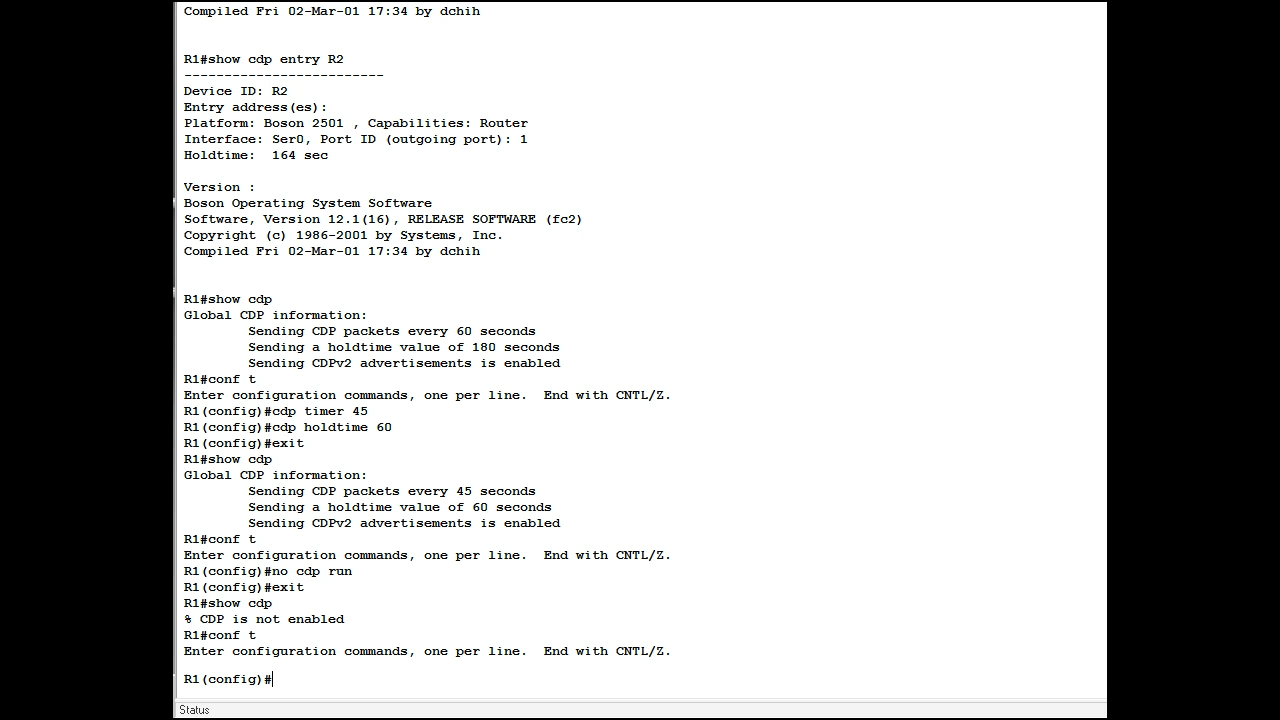 Compiled Fri 02-Mar-01 17:34 by dchih
R1#show cdp entry R2
-------------------------
Device ID: R2
Entry address(es):
Platform: Boson 2501 , Capabilities: Router
Interface: Ser0, Port ID (outgoing port): 1
Holdtime:  164 sec
Version :
Boson Operating System Software
Software, Version 12.1(16), RELEASE SOFTWARE (fc2)
Copyright (c) 1986-2001 by Systems, Inc.
Compiled Fri 02-Mar-01 17:34 by dchih
R1#show cdp
Global CDP information:
        Sending CDP packets every 60 seconds
        Sending a holdtime value of 180 seconds
        Sending CDPv2 advertisements is enabled
R1#conf t
Enter configuration commands, one per line.  End with CNTL/Z.
R1(config)#cdp timer 45
R1(config)#cdp holdtime 60
R1(config)#exit
R1#show cdp
Global CDP information:
        Sending CDP packets every 45 seconds
        Sending a holdtime value of 60 seconds
        Sending CDPv2 advertisements is enabled
R1#conf t
Enter configuration commands, one per line.  End with CNTL/Z.
R1(config)#no cdp run
R1(config)#exit
R1#show cdp
% CDP is not enabled
R1#conf t
Enter configuration commands, one per line.  End with CNTL/Z.
R1(config)#
Status